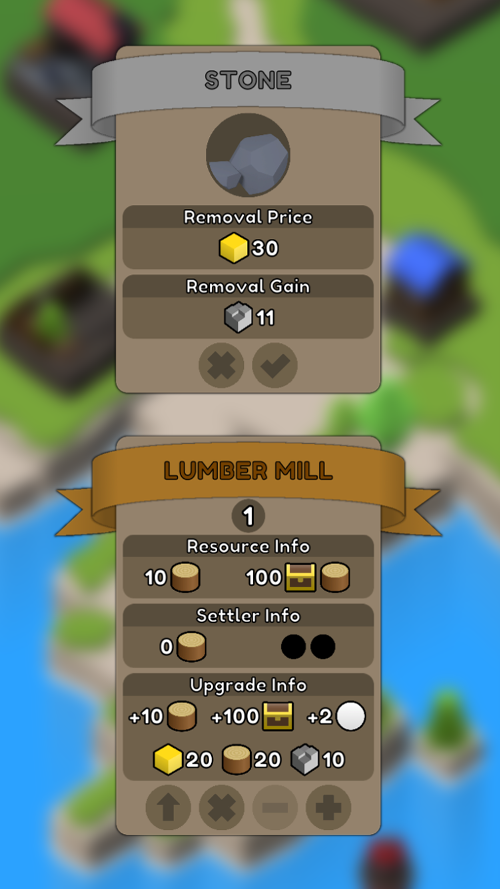 STONE
Removal Price
30
Removal Gain
11
LUMBER MILL
1
Resource Info
10 100
Settler Info
0
Upgrade Info
+10 +100 +2
20 20 10